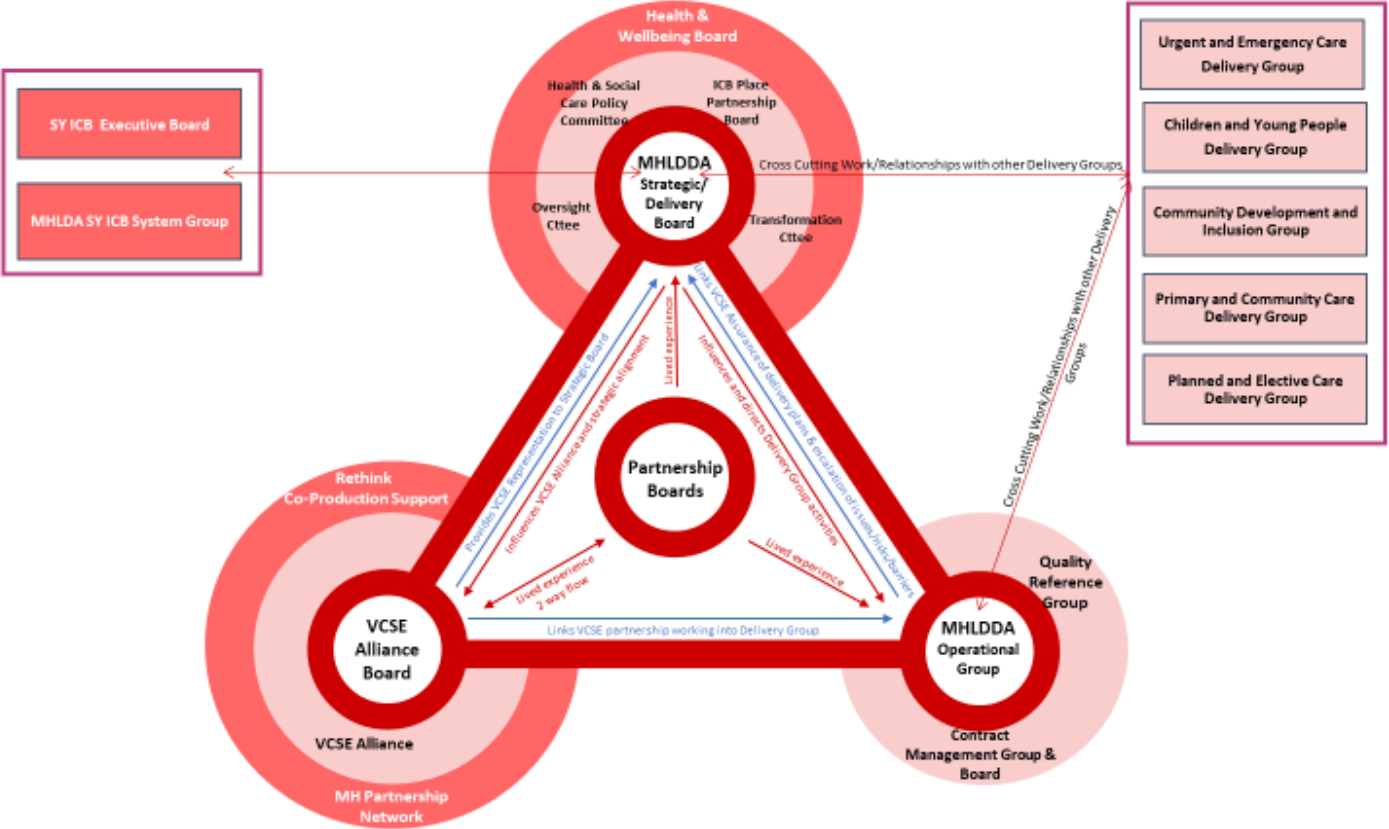 Health &
Wellbeing Board
Health & Social
Care Policy
Committee
ICB Place
Partnership
Board
MHLDDA
Strategic/
Delivery
Board
Oversight
Cttee
Transformation
Cttee
SY ICB Executive Board
MHLDA SY ICB System Group
Cross Cutting Work/Relationships with other Delivery Groups
Urgent and Emergency Care
Delivery Group
Children and Young People
Delivery Group
Community Development and
Inclusion Group
Primary and Community Care
Delivery Group
Planned and Elective Care
Delivery Group
Cross Cutting Work/Relationships with other Delivery
Groups
Provides VCSE Representation to Strategic Board
Influences VCSE Alliance and strategic alignment
Lived experience
Influences and directs Delivery Group activities
Links VCSE Assurance of delivery plans & escalation of issues/risks/barriers
Partnership
Boards
Lived experience
2 way flow
Lived experience
Links VCSE partnership working into Delivery Group
Rethink
Co-Production Support
VCSE
Alliance
Board
VCSE Alliance
MH Partnership
Network
Quality
Reference
Group
MHLDDA
Operational
Group
Contract
Management Group &
Board